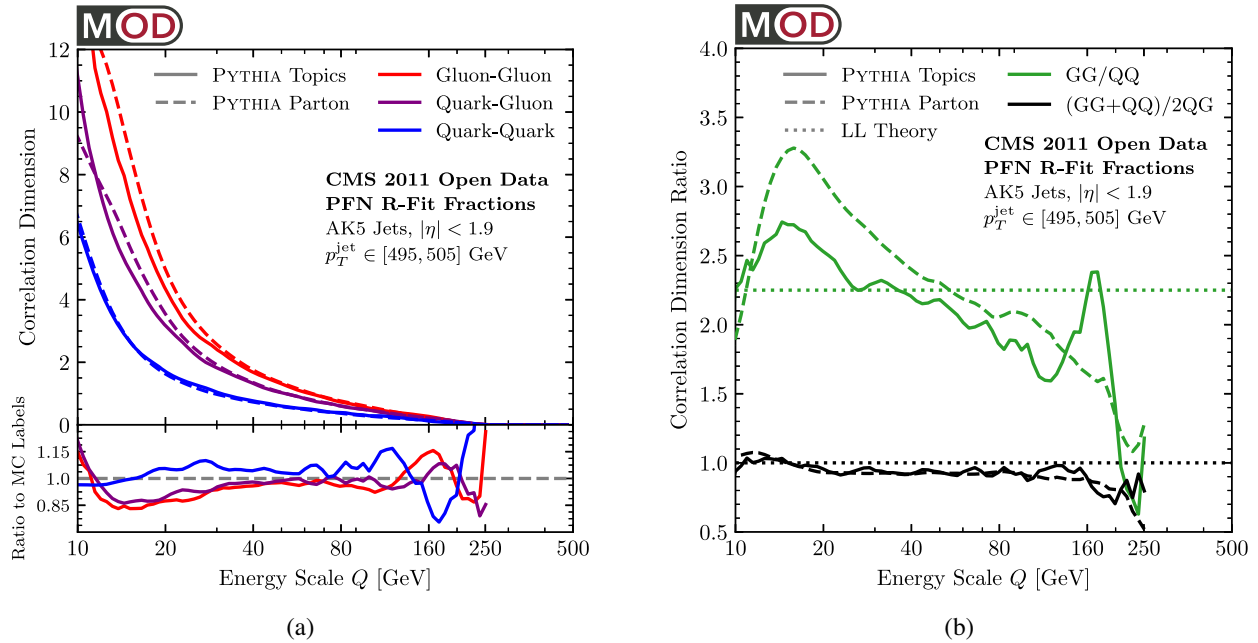 MOD
12
10
8
6
4
2
0
Correlation Dimension
PYTHIA Topics
PYTHIA Parton
Gluon-Gluon
Quark-Gluon
Quark-Quark
CMS 2011 Open Data
PFN R-Fit Fractions
AK5 Jets, |η| < 1.9
p_T^jet ∈ [495, 505] GeV
1.15
1.0
0.85
Ratio to MC Labels
10 20 40 80 160 250 500
Energy Scale Q [GeV]
(a)
MOD
4.0
3.5
3.0
2.5
2.0
1.5
1.0
0.5
Correlation Dimension Ratio
PYTHIA Topics
PYTHIA Parton
LL Theory
GG/QQ
(GG+QQ)/2QG
CMS 2011 Open Data
PFN R-Fit Fractions
AK5 Jets, |η| < 1.9
p_T^jet ∈ [495, 505] GeV
10 20 40 80 160 250 500
Energy Scale Q [GeV]
(b)